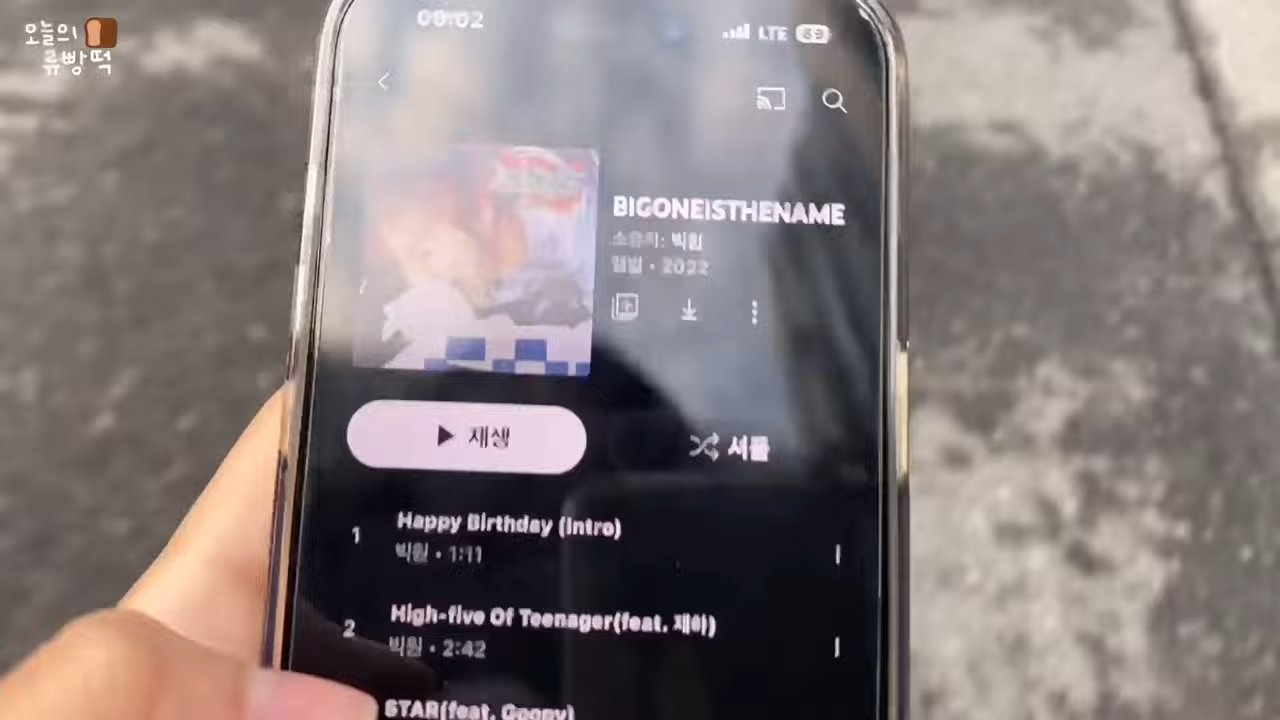 오늘의
류빵떡
09:02
LTE 69
BIGONEISTHENAME
소유자: 빅원
앨범 • 2022
재생
셔플
1
Happy Birthday (Intro)
빅원 • 1:11
2
High-five Of Teenager(feat. 재하)
빅원 • 2:42
STAR(feat. Goopy)